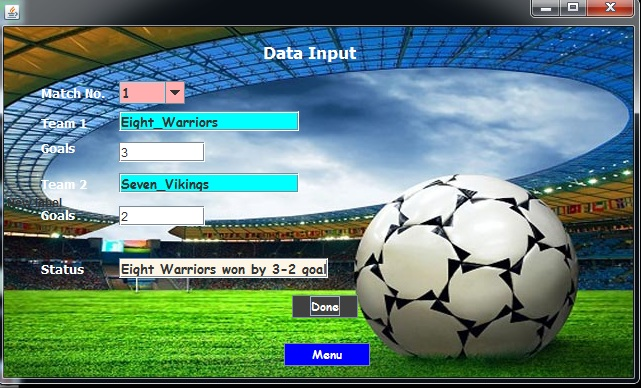 Data Input
Match No. 1
Team 1 Eight_Warriors
Goals 3
Team 2 Seven_Vikings
Goals 2
Status Eight Warriors won by 3-2 goal
Done
Menu